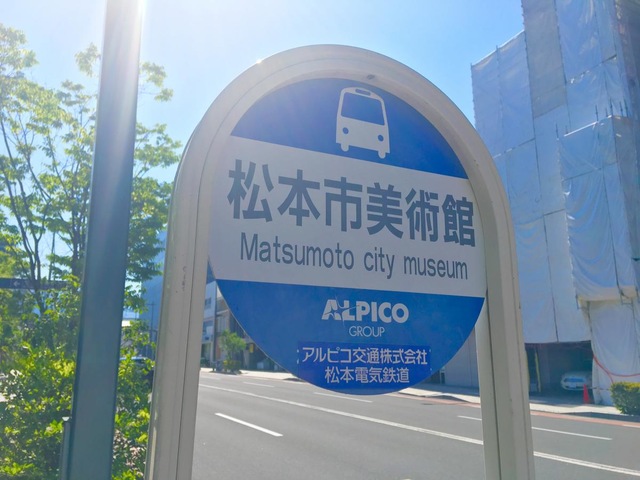 松本市美術館
Matsumoto city museum
ALPICO
GROUP
アルピコ交通株式会社
松本電気鉄道